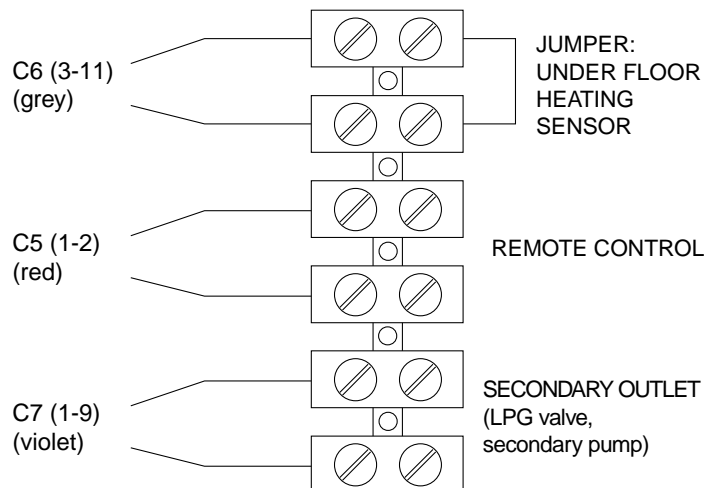 C6 (3-11)
(grey)
JUMPER:
UNDER FLOOR
HEATING
SENSOR
C5 (1-2)
(red)
REMOTE CONTROL
C7 (1-9)
(violet)
SECONDARY OUTLET
(LPG valve,
secondary pump)